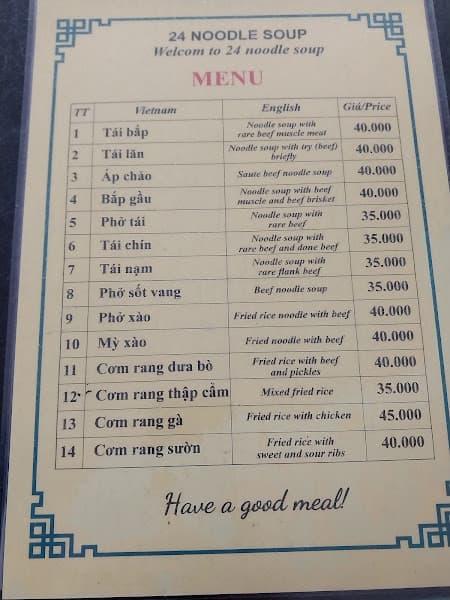 24 NOODLE SOUP
Welcom to 24 noodle soup
MENU
TT Vietnam English Giá/Price
1 Tái bắp Noodle soup with rare beef muscle meat 40.000
2 Tái lăn Noodle soup with try (beef) briefly 40.000
3 Áp chảo Saute beef noodle soup 40.000
4 Bắp gầu Noodle soup with beef muscle and beef brisket 40.000
5 Phở tái Noodle soup with rare beef 35.000
6 Tái chín Noodle soup with rare beef and done beef 35.000
7 Tái nạm Noodle soup with rare flank beef 35.000
8 Phở sốt vang Beef noodle soup 35.000
9 Phở xào Fried rice noodle with beef 40.000
10 Mỳ xào Fried noodle with beef 40.000
11 Cơm rang dưa bò Fried rice with beef and pickles 40.000
12 Cơm rang thập cẩm Mixed fried rice 35.000
13 Cơm rang gà Fried rice with chicken 45.000
14 Cơm rang sườn Fried rice with sweet and sour ribs 40.000
Have a good meal!